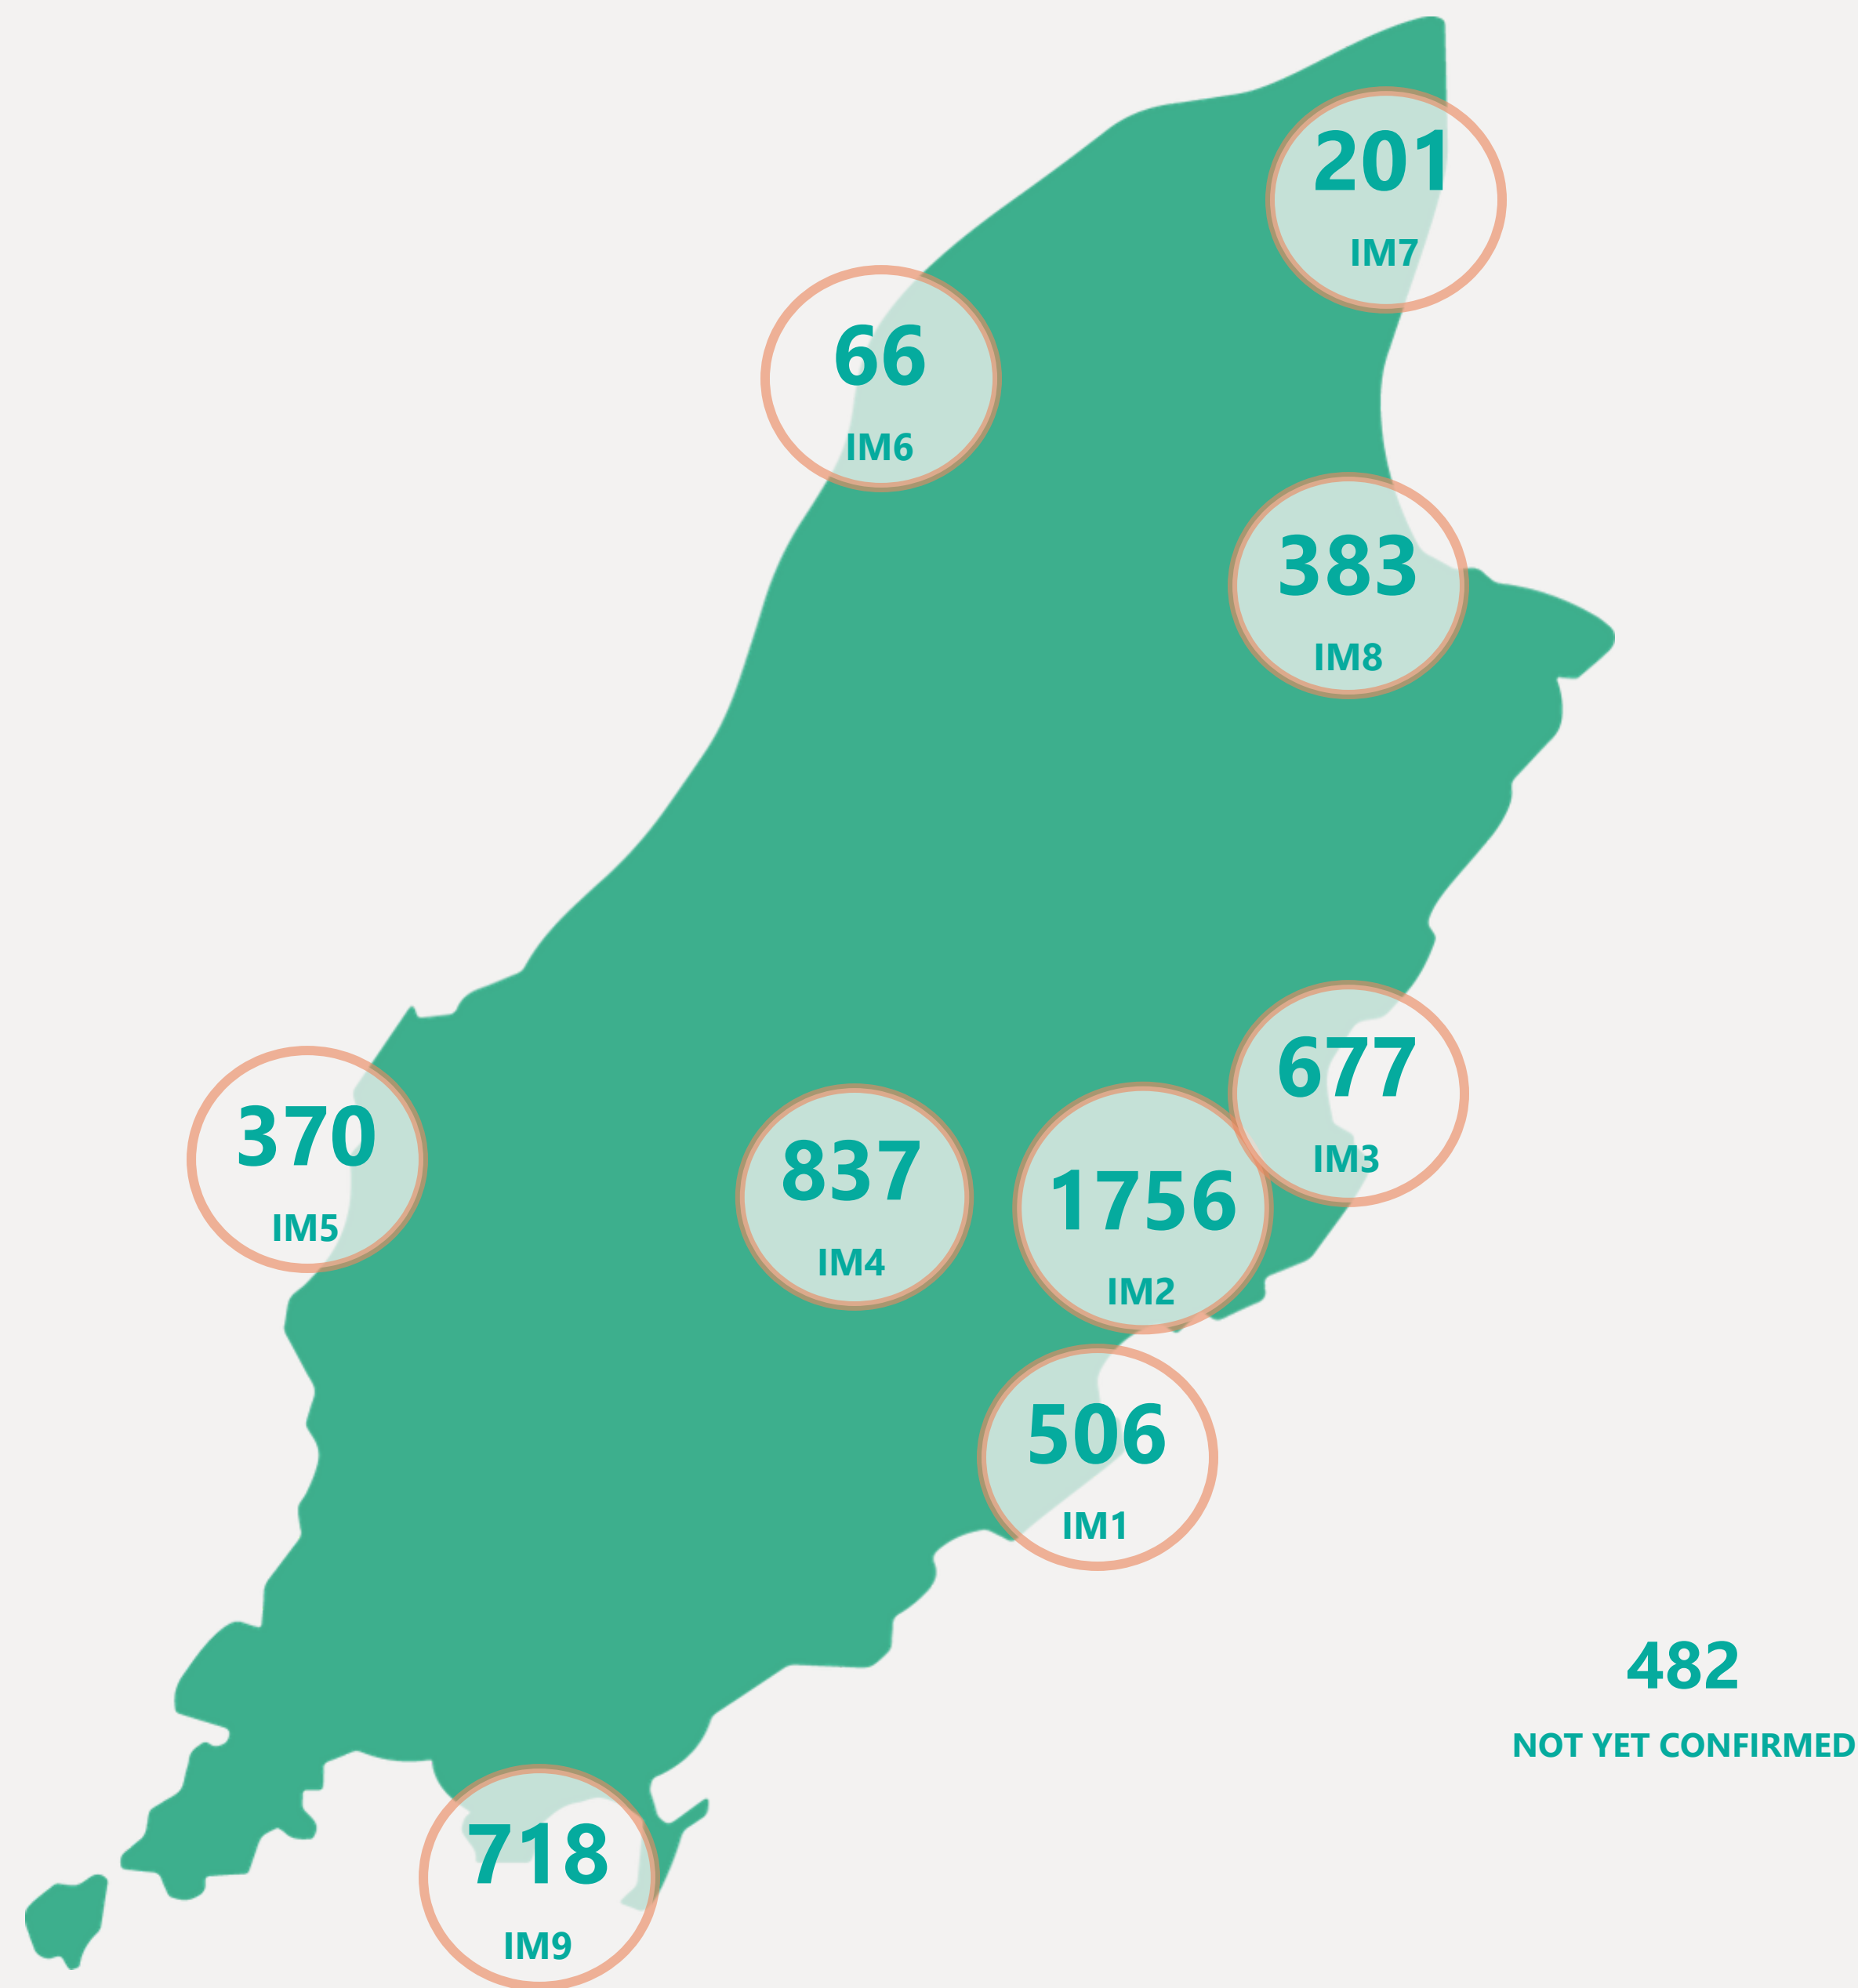 201
IM7
66
IM6
383
IM8
677
IM3
370
IM5
837
IM4
1756
IM2
506
IM1
482
NOT YET CONFIRMED
718
IM9